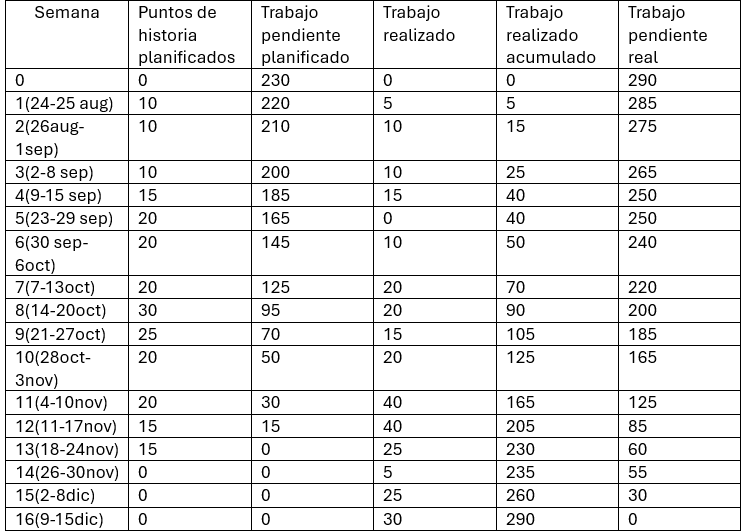 Semana Puntos de historia planificados Trabajo pendiente planificado Trabajo realizado Trabajo realizado acumulado Trabajo pendiente real
0 0 230 0 0 290
1(24-25 aug) 10 220 5 5 285
2(26aug-1sep) 10 210 10 15 275
3(2-8 sep) 10 200 10 25 265
4(9-15 sep) 15 185 15 40 250
5(23-29 sep) 20 165 0 40 250
6(30 sep-6oct) 20 145 10 50 240
7(7-13oct) 20 125 20 70 220
8(14-20oct) 30 95 20 90 200
9(21-27oct) 25 70 15 105 185
10(28oct-3nov) 20 50 20 125 165
11(4-10nov) 20 30 40 165 125
12(11-17nov) 15 15 40 205 85
13(18-24nov) 15 0 25 230 60
14(26-30nov) 0 0 5 235 55
15(2-8dic) 0 0 25 260 30
16(9-15dic) 0 0 30 290 0